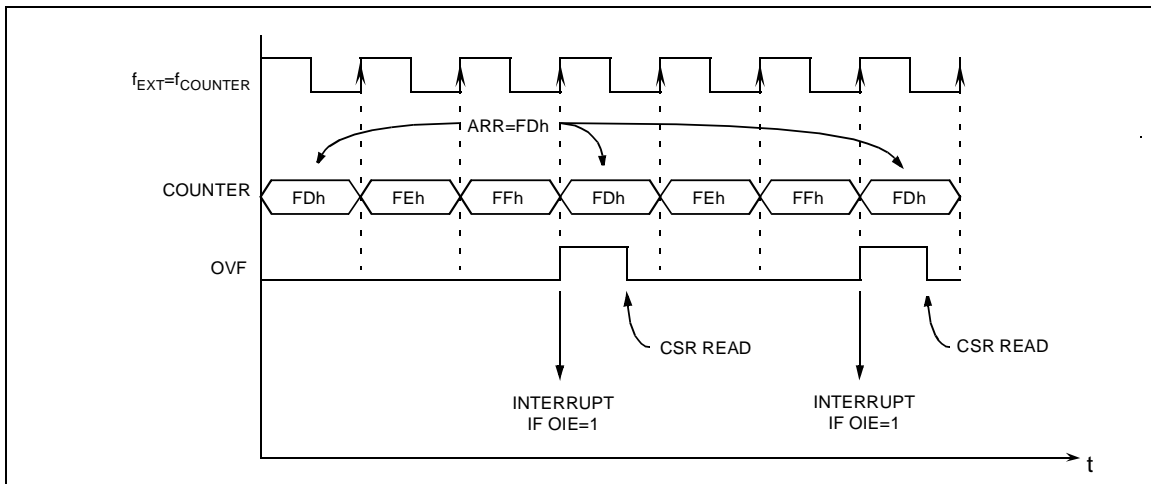 fEXT=fCOUNTER
ARR=FDh
COUNTER
FDh
FEh
FFh
FDh
FEh
FFh
FDh
OVF
CSR READ
CSR READ
INTERRUPT
IF OIE=1
INTERRUPT
IF OIE=1
t